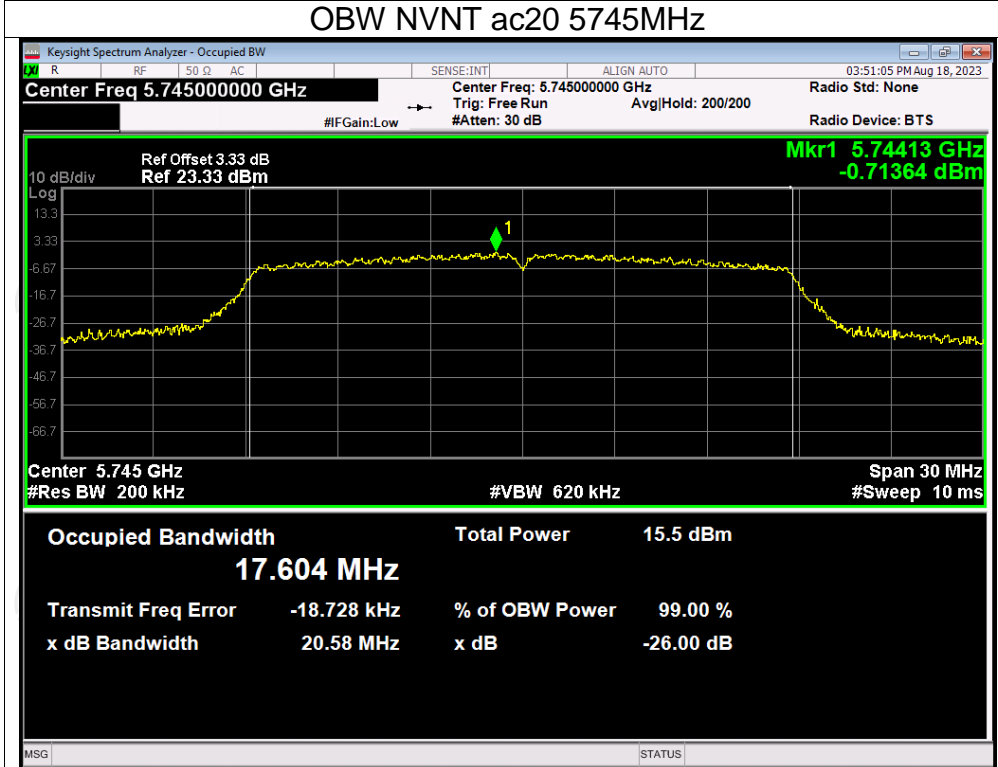 OBW NVNT ac20 5745MHz
Keysight Spectrum Analyzer - Occupied BW
LXI R RF 50 Ω AC SENSE:INT ALIGN AUTO 03:51:05 PM Aug 18, 2023
Center Freq 5.745000000 GHz Center Freq: 5.745000000 GHz Radio Std: None
Trig: Free Run Avg|Hold: 200/200
#IFGain:Low #Atten: 30 dB Radio Device: BTS
Mkr1 5.74413 GHz
-0.71364 dBm
Ref Offset 3.33 dB
10 dB/div Ref 23.33 dBm
Log
13.3
1
3.33
-6.67
-16.7
-26.7
-36.7
-46.7
-56.7
-66.7
Center 5.745 GHz Span 30 MHz
#Res BW 200 kHz #VBW 620 kHz #Sweep 10 ms
Occupied Bandwidth Total Power 15.5 dBm
17.604 MHz
Transmit Freq Error -18.728 kHz % of OBW Power 99.00 %
x dB Bandwidth 20.58 MHz x dB -26.00 dB
MSG STATUS